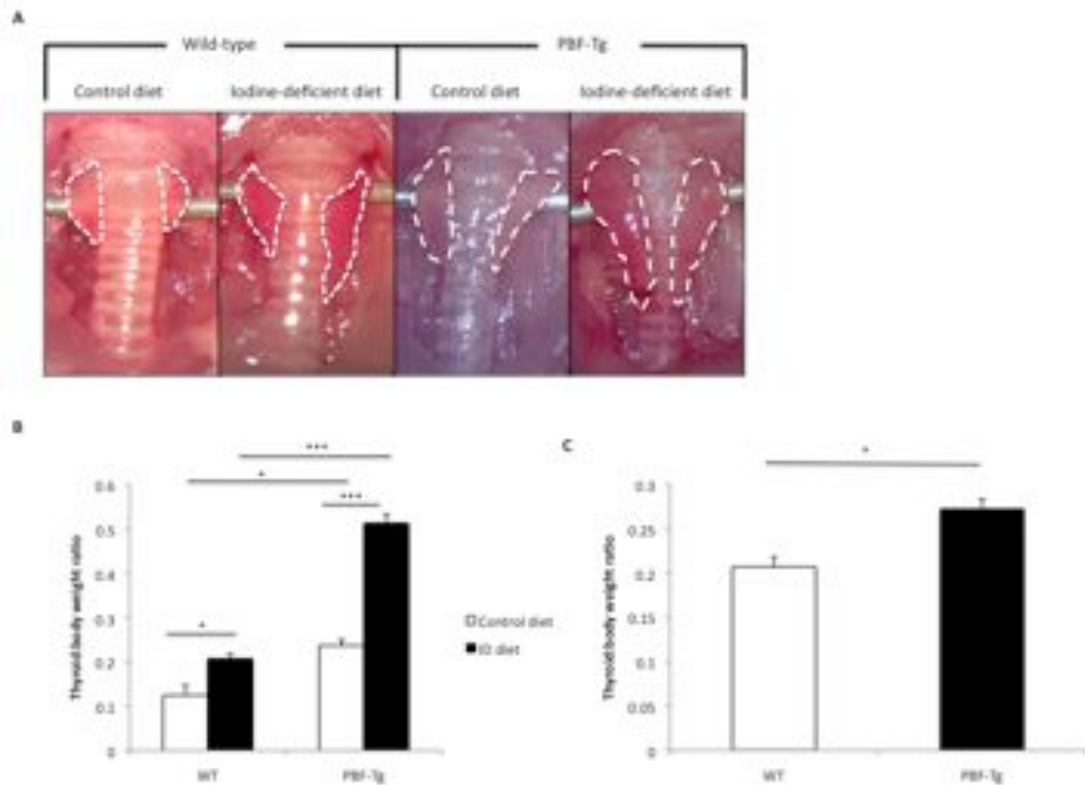 A
Wild-type PBF-Tg
Control diet Iodine-deficient diet Control diet Iodine-deficient diet
B
***
*
***
*
Thyroid:body weight ratio
0.6
0.5
0.4
0.3
0.2
0.1
0
WT PBF-Tg
Control diet
ID diet
C
*
Thyroid:body weight ratio
0.3
0.25
0.2
0.15
0.1
0.05
0
WT PBF-Tg